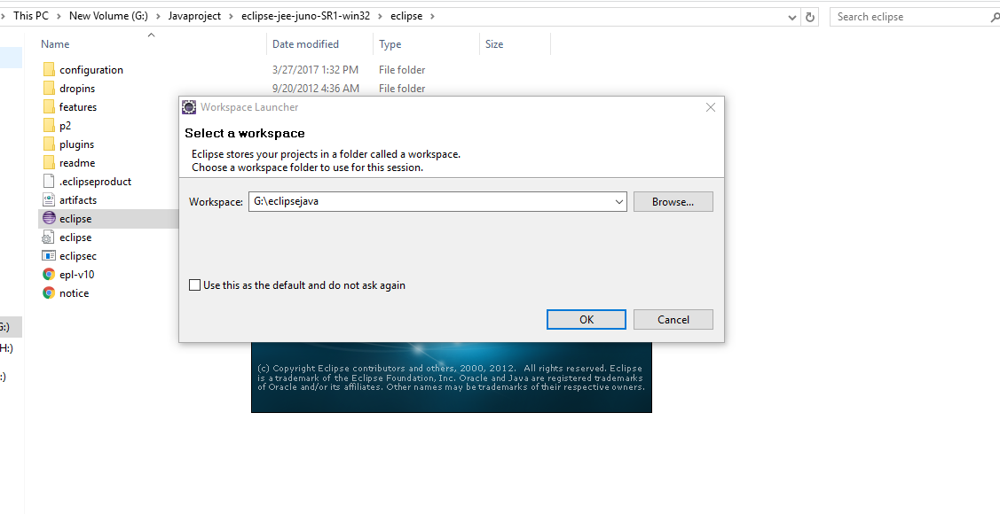 This PC > New Volume (G:) > Javaproject > eclipse-jee-juno-SR1-win32 > eclipse >
Search eclipse
Name Date modified Type Size
configuration 3/27/2017 1:32 PM File folder
dropins 9/20/2012 4:36 AM File folder
features
p2
plugins
readme
.eclipseproduct
artifacts
eclipse
eclipse
eclipsec
epl-v10
notice
Workspace Launcher
Select a workspace
Eclipse stores your projects in a folder called a workspace.
Choose a workspace folder to use for this session.
Workspace: G:\eclipsejava Browse...
Use this as the default and do not ask again
OK Cancel
G:)
H:)
:)
(c) Copyright Eclipse contributors and others, 2000, 2012. All rights reserved. Eclipse
is a trademark of the Eclipse Foundation, Inc. Oracle and Java are registered trademarks
of Oracle and/or its affiliates. Other names may be trademarks of their respective owners.